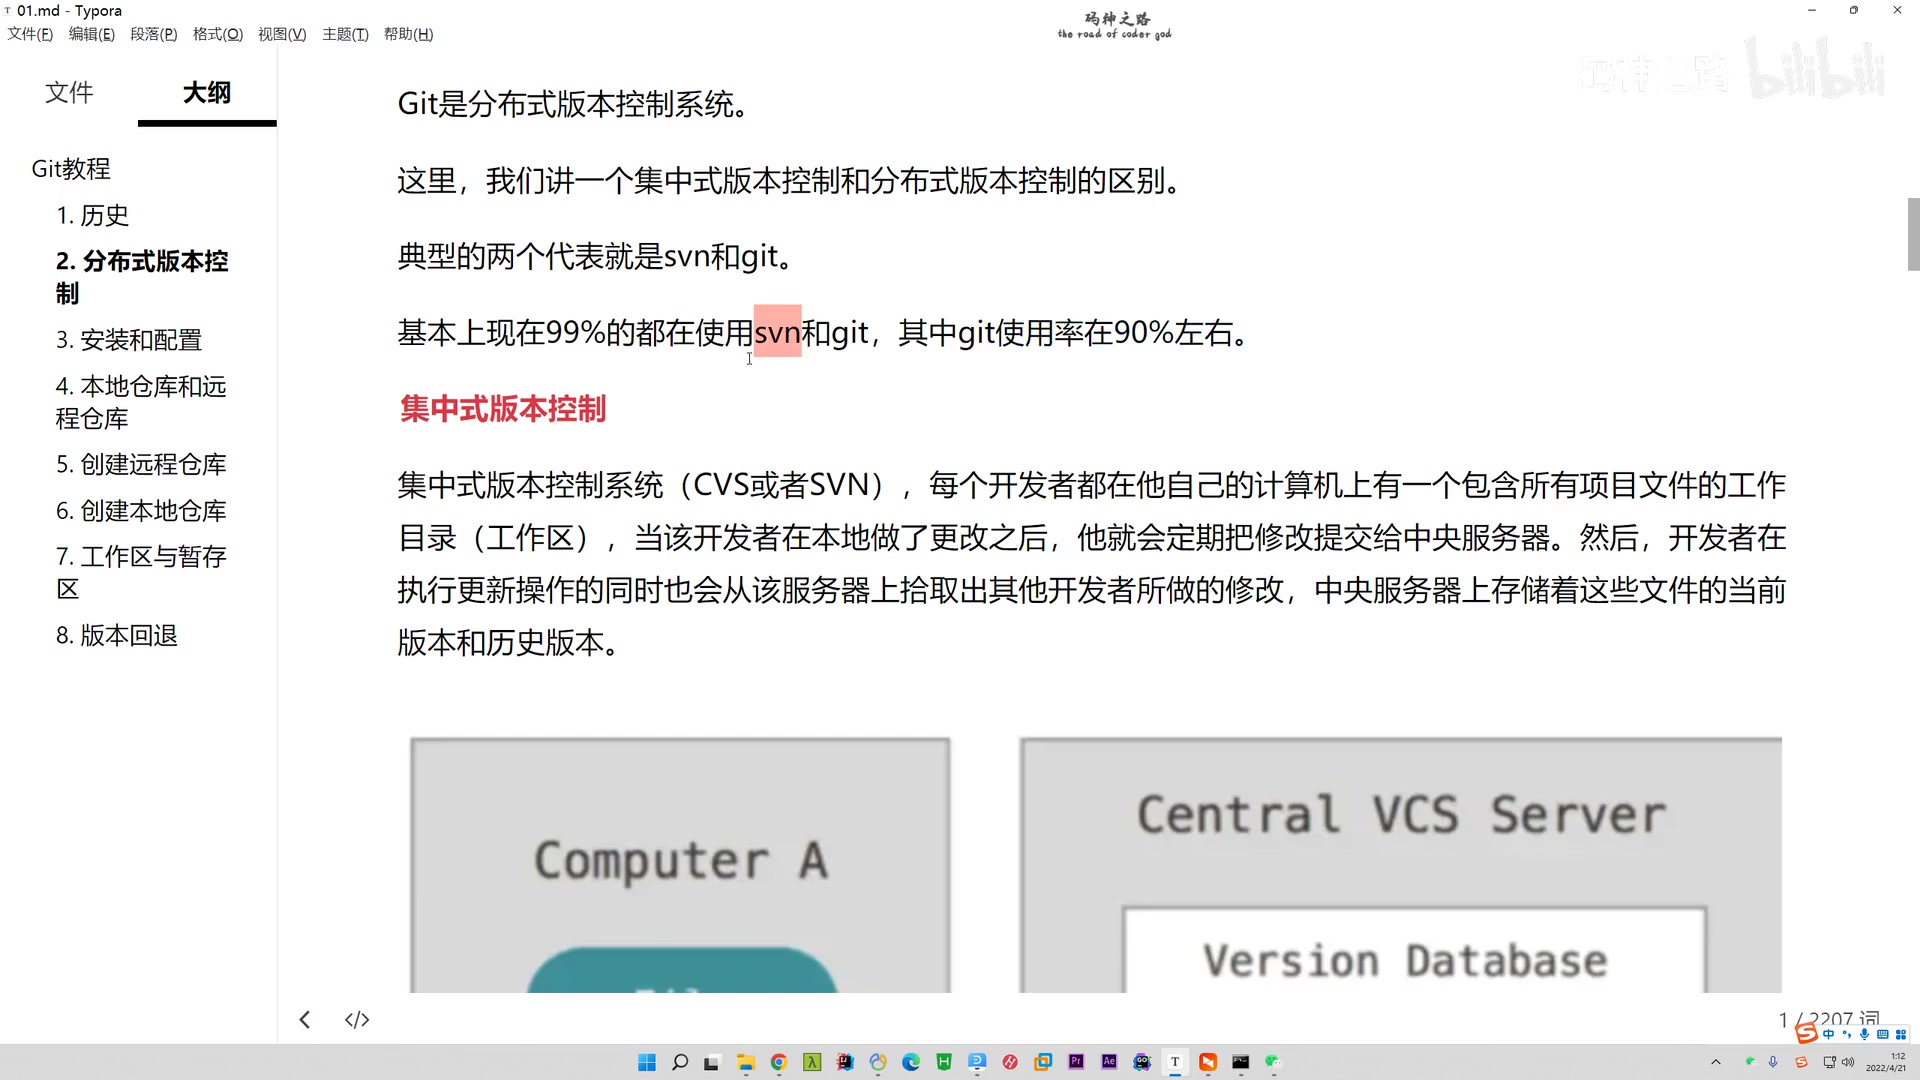 01.md - Typora
文件(F) 编辑(E) 段落(P) 格式(O) 视图(V) 主题(T) 帮助(H)
码神之路
the road of coder god
码神之路 bilibili
文件 大纲
Git教程
1. 历史
2. 分布式版本控
制
3. 安装和配置
4. 本地仓库和远
程仓库
5. 创建远程仓库
6. 创建本地仓库
7. 工作区与暂存
区
8. 版本回退
Git是分布式版本控制系统。
这里，我们讲一个集中式版本控制和分布式版本控制的区别。
典型的两个代表就是svn和git。
基本上现在99%的都在使用svn和git，其中git使用率在90%左右。
集中式版本控制
集中式版本控制系统（CVS或者SVN），每个开发者都在他自己的计算机上有一个包含所有项目文件的工作
目录（工作区），当该开发者在本地做了更改之后，他就会定期把修改提交给中央服务器。然后，开发者在
执行更新操作的同时也会从该服务器上拾取出其他开发者所做的修改，中央服务器上存储着这些文件的当前
版本和历史版本。
Computer A
Central VCS Server
Version Database
1 / 2207 词
中
1:12
2022/4/21